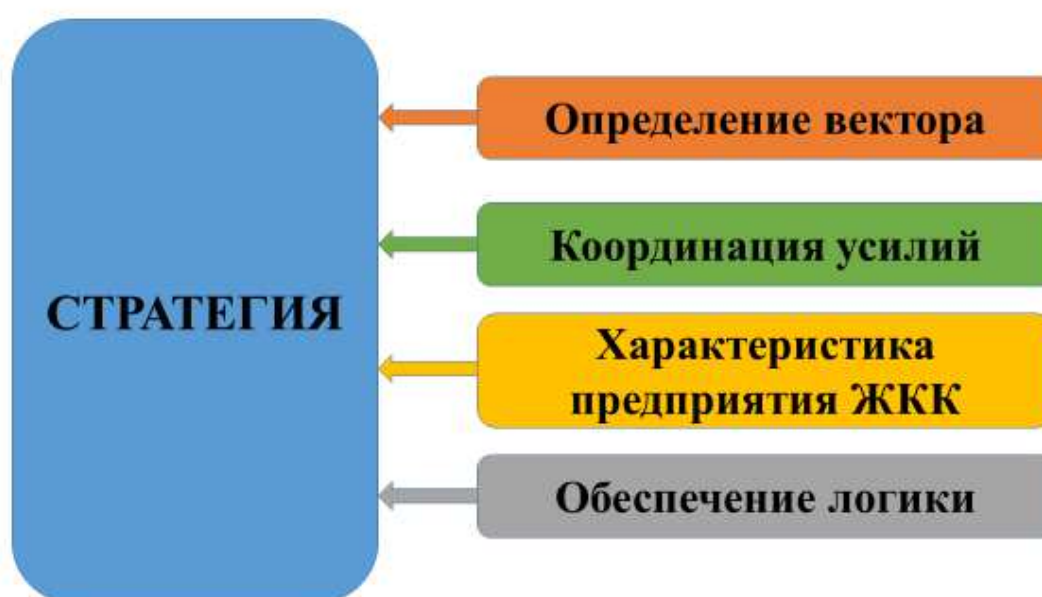 СТРАТЕГИЯ
Определение вектора
Координация усилий
Характеристика
предприятия ЖКК
Обеспечение логики